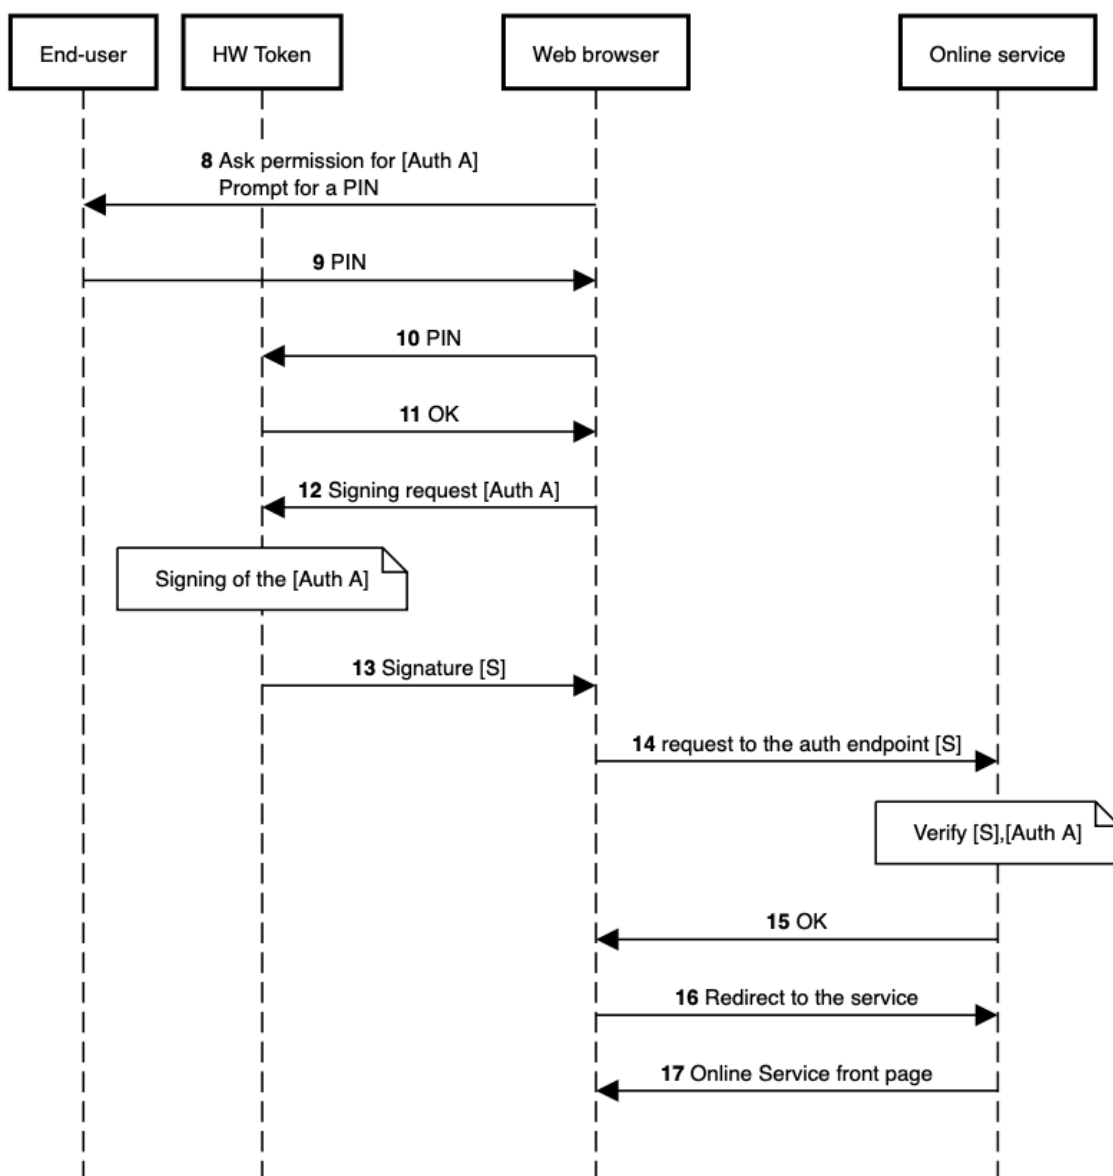 End-user
HW Token
Web browser
Online service
8 Ask permission for [Auth A]
Prompt for a PIN
9 PIN
10 PIN
11 OK
12 Signing request [Auth A]
Signing of the [Auth A]
13 Signature [S]
14 request to the auth endpoint [S]
Verify [S],[Auth A]
15 OK
16 Redirect to the service
17 Online Service front page